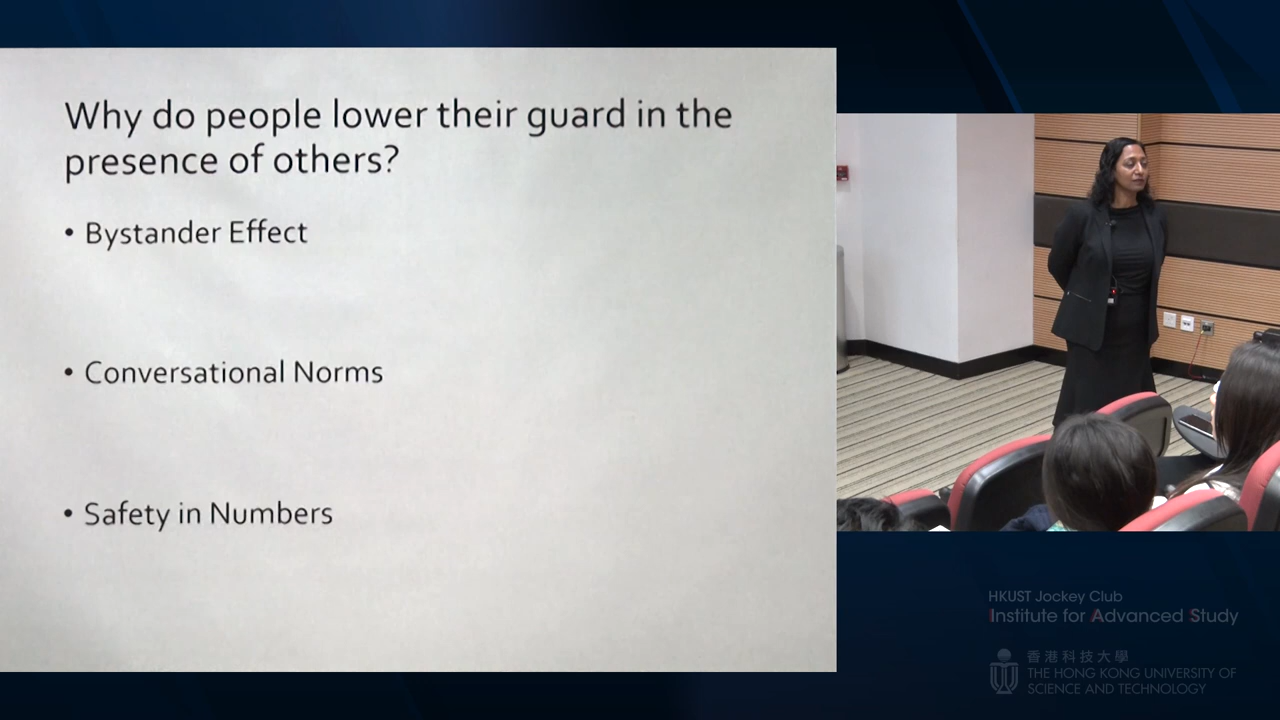 Why do people lower their guard in the
presence of others?
• Bystander Effect
• Conversational Norms
• Safety in Numbers
HKUST Jockey Club
Institute for Advanced Study
香港科技大學
THE HONG KONG UNIVERSITY OF
SCIENCE AND TECHNOLOGY